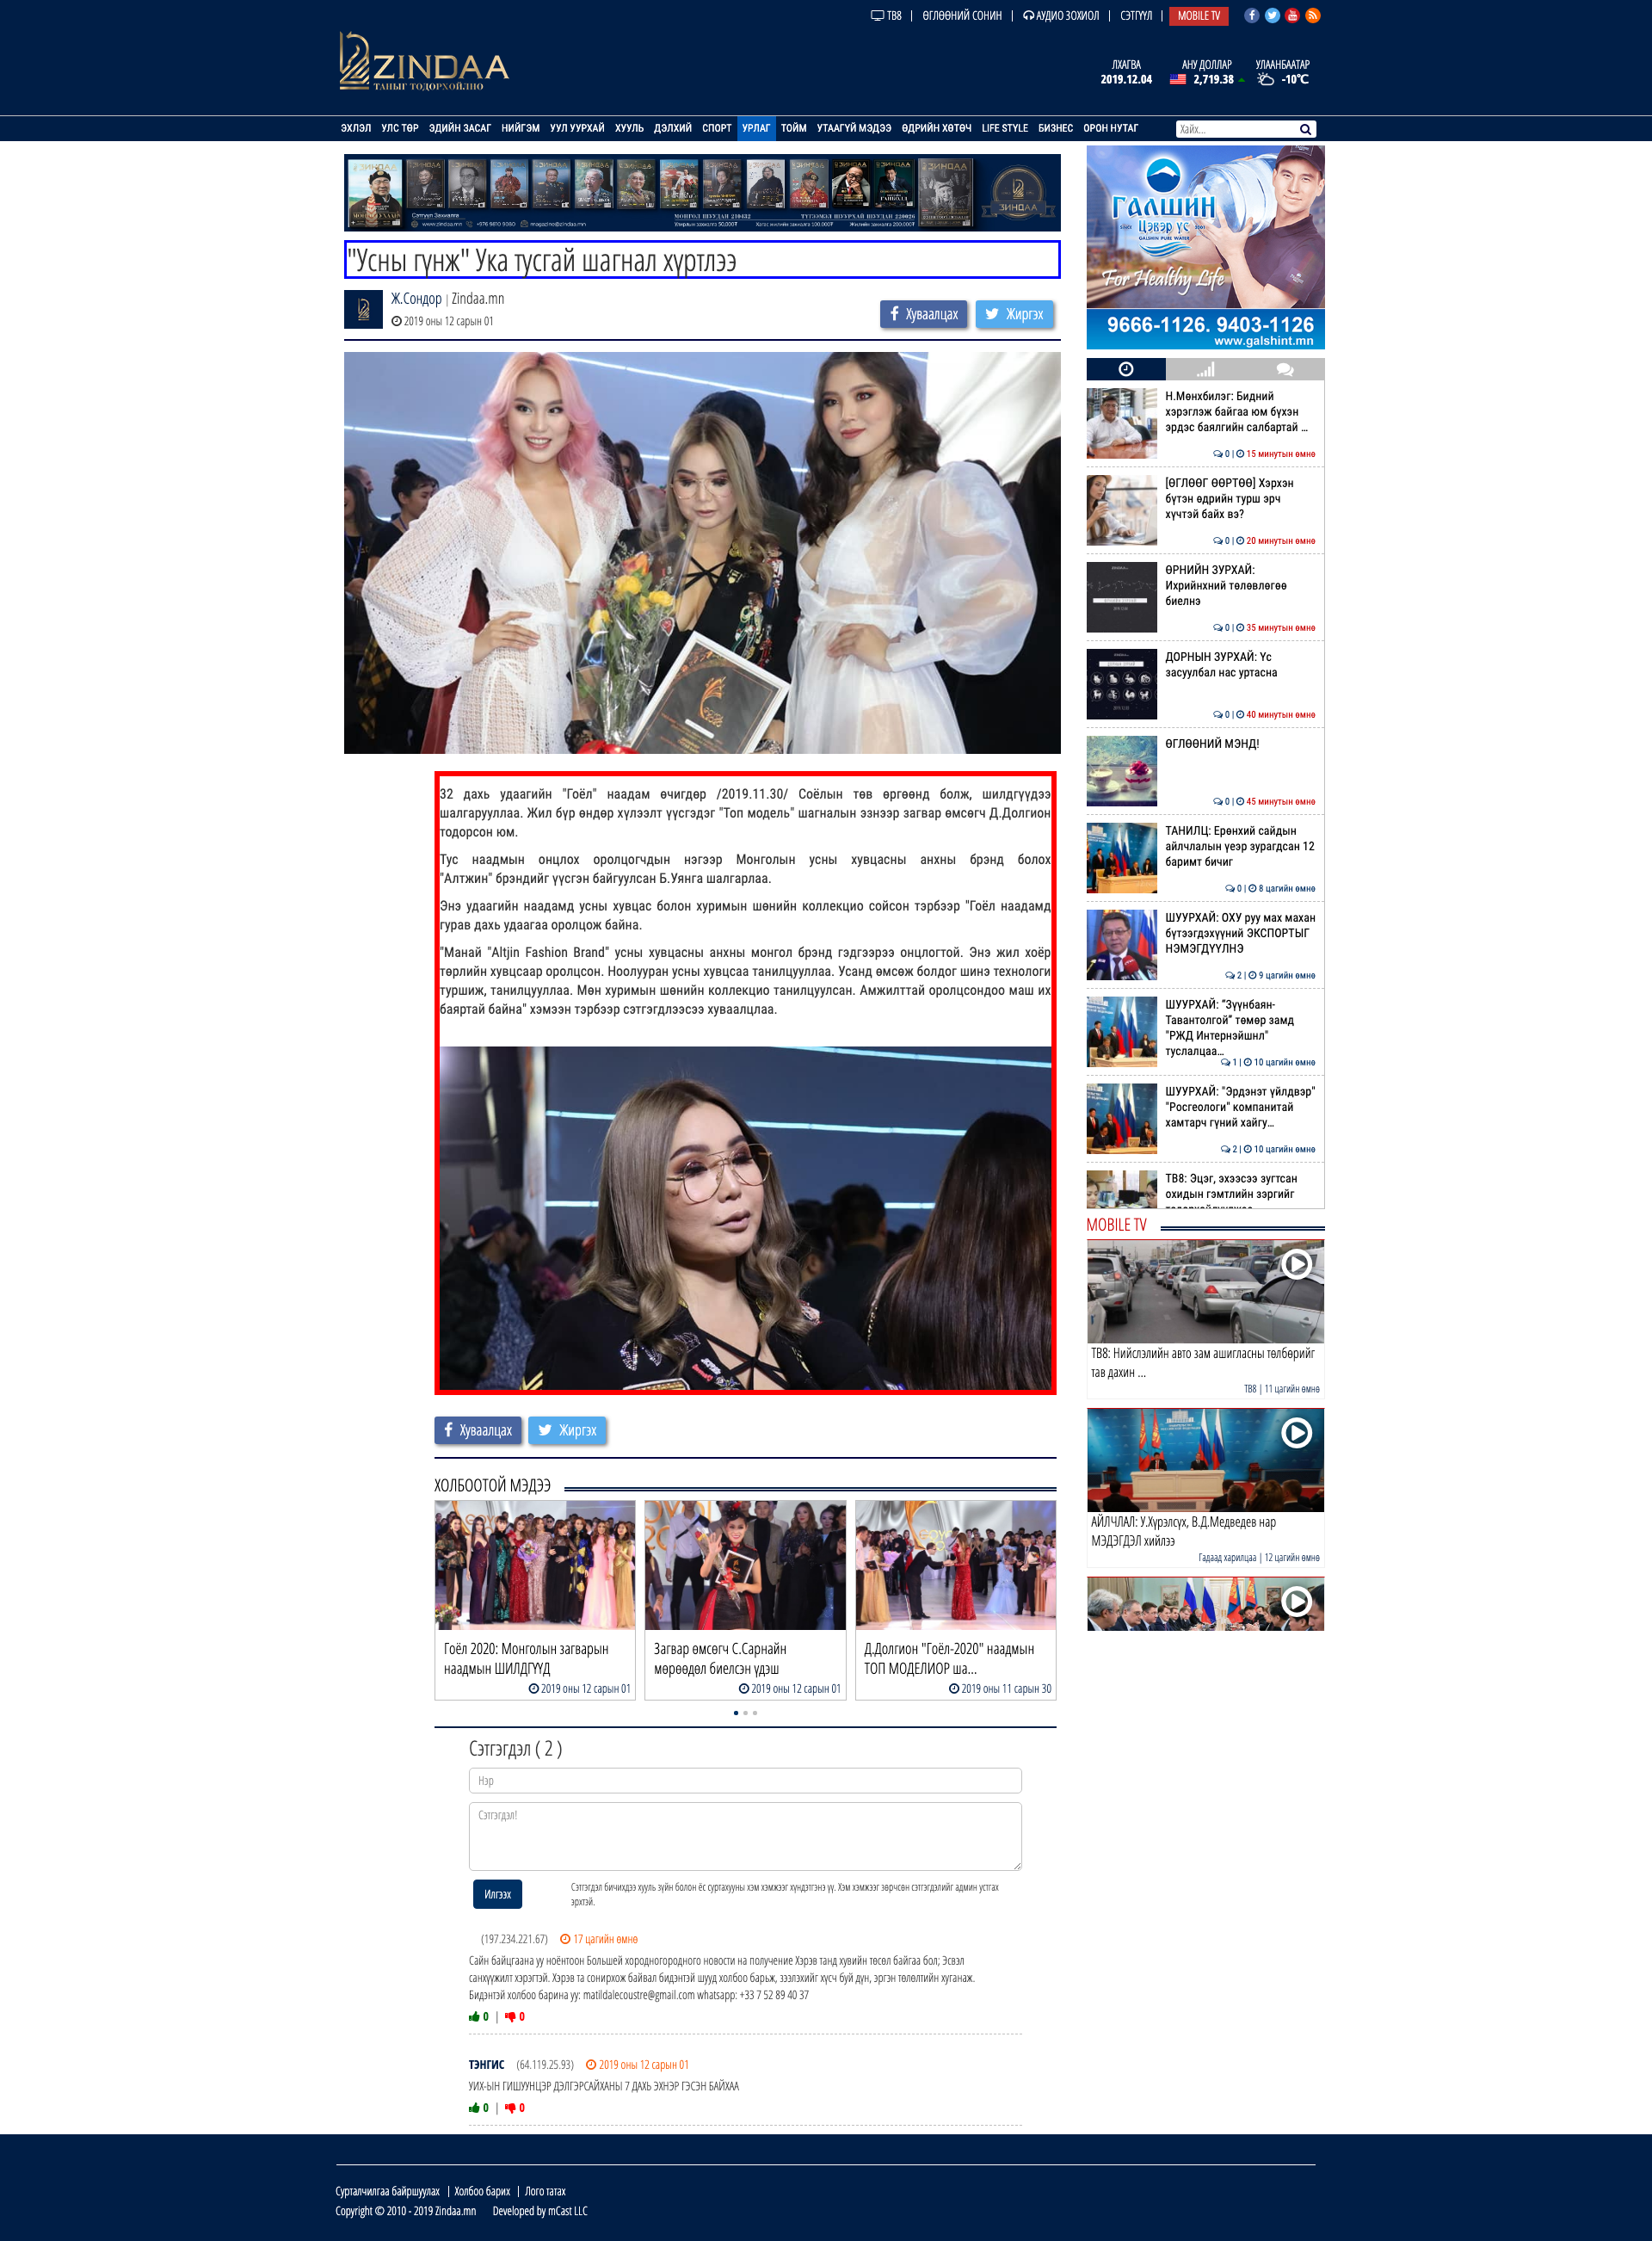 ТВ8 | ӨГЛӨӨНИЙ СОНИН | АУДИО ЗОХИОЛ | СЭТГҮҮЛ | MOBILE TV
ZINDAA
ТАНЫГ ТОДОРХОЙЛНО
ЛХАГВА
2019.12.04
АНУ ДОЛЛАР
2,719.38
УЛААНБААТАР
-10℃
ЭХЛЭЛ УЛС ТӨР ЭДИЙН ЗАСАГ НИЙГЭМ УУЛ УУРХАЙ ХУУЛЬ ДЭЛХИЙ СПОРТ УРЛАГ ТОЙМ УТААГҮЙ МЭДЭЭ ӨДРИЙН ХӨТӨЧ LIFE STYLE БИЗНЕС ОРОН НУТАГ
Хайх...
"Усны гүнж" Ука тусгай шагнал хүртлээ
Ж.Сондор | Zindaa.mn
2019 оны 12 сарын 01
Хуваалцах
Жиргэх
32 дахь удаагийн "Гоёл" наадам өчигдөр /2019.11.30/ Соёлын төв өргөөнд болж, шилдгүүдээ
шалгарууллаа. Жил бүр өндөр хүлээлт үүсгэдэг "Топ модель" шагналын эзнээр загвар өмсөгч Д.Долгион
тодорсон юм.
Тус наадмын онцлох оролцогчдын нэгээр Монголын усны хувцасны анхны брэнд болох
"Алтжин" брэндийг үүсгэн байгуулсан Б.Уянга шалгарлаа.
Энэ удаагийн наадамд усны хувцас болон хуримын шөнийн коллекцио сойсон тэрбээр "Гоёл наадамд
гурав дахь удаагаа оролцож байна.
"Манай "Altjin Fashion Brand" усны хувцасны анхны монгол брэнд гэдгээрээ онцлогтой. Энэ жил хоёр
төрлийн хувцсаар оролцсон. Ноолууран усны хувцсаа танилцууллаа. Усанд өмсөж болдог шинэ технологи
туршиж, танилцууллаа. Мөн хуримын шөнийн коллекцио танилцуулсан. Амжилттай оролцсондоо маш их
баяртай байна" хэмээн тэрбээр сэтгэгдлээсээ хуваалцлаа.
Хуваалцах
Жиргэх
ХОЛБООТОЙ МЭДЭЭ
Гоёл 2020: Монголын загварын
наадмын ШИЛДГҮҮД
2019 оны 12 сарын 01
Загвар өмсөгч С.Сарнайн
мөрөөдөл биелсэн үдэш
2019 оны 12 сарын 01
Д.Долгион "Гоёл-2020" наадмын
ТОП МОДЕЛИОР ша...
2019 оны 11 сарын 30
Сэтгэгдэл ( 2 )
Нэр
Сэтгэгдэл!
Илгээх
Сэтгэгдэл бичихдээ хууль зүйн болон ёс суртахууны хэм хэмжээг хүндэтгэнэ үү. Хэм хэмжээг зөрчсөн сэтгэгдэлийг админ устгах
эрхтэй.
(197.234.221.67) 17 цагийн өмнө
Сайн байцгаана уу ноёнтоон Большей хородногородного новости на получение Хэрэв танд хувийн төсөл байгаа бол; Эсвэл
санхүүжилт хэрэгтэй. Хэрэв та сонирхож байвал бидэнтэй шууд холбоо барьж, зээлэхийг хүсч буй дүн, эргэн төлөлтийн хугацаж.
Бидэнтэй холбоо барина уу: matildalecoustre@gmail.com whatsapp: +33 7 52 89 40 37
0 | 0
ТЭНГИС (64.119.25.93) 2019 оны 12 сарын 01
УИХ-ЫН ГИШУУНЦЭР ДЭЛГЭРСАЙХАНЫ 7 ДАХЬ ЭХНЭР ГЭСЭН БАЙХАА
0 | 0
ГАЛШИН
Цэвэр ус
GALSHIN PURE WATER
For Healthy Life
9666-1126. 9403-1126
www.galshint.mn
Н.Мөнхбилэг: Бидний
хэрэглэж байгаа юм бүхэн
эрдэс баялгийн салбартай ...
0 | 15 минутын өмнө
[ӨГЛӨӨГ ӨӨРТӨӨ] Хэрхэн
бүтэн өдрийн турш эрч
хүчтэй байх вэ?
0 | 20 минутын өмнө
ӨРНИЙН ЗУРХАЙ:
Ихрийнхний төлөвлөгөө
биелнэ
0 | 35 минутын өмнө
ДОРНЫН ЗУРХАЙ: Үс
засуулбал нас уртасна
0 | 40 минутын өмнө
ӨГЛӨӨНИЙ МЭНД!
0 | 45 минутын өмнө
ТАНИЛЦ: Ерөнхий сайдын
айлчлалын үеэр зурагдсан 12
баримт бичиг
0 | 8 цагийн өмнө
ШУУРХАЙ: ОХУ руу мах махан
бүтээгдэхүүний ЭКСПОРТЫГ
НЭМЭГДҮҮЛНЭ
2 | 9 цагийн өмнө
ШУУРХАЙ: "Зүүнбаян-
Тавантолгой" төмөр замд
"РЖД Интернэйшнл"
туслалцаа...
1 | 10 цагийн өмнө
ШУУРХАЙ: "Эрдэнэт үйлдвэр"
"Росгеологи" компанитай
хамтарч гүний хайгу...
2 | 10 цагийн өмнө
ТВ8: Эцэг, эхээсээ зугтсан
охидын гэмтлийн зэргийг
MOBILE TV
ТВ8: Нийслэлийн авто зам ашигласны төлбөрийг
тав дахин ...
ТВ8 | 11 цагийн өмнө
АЙЛЧЛАЛ: У.Хүрэлсүх, В.Д.Медведев нар
МЭДЭГДЭЛ хийлээ
Гадаад харилцаа | 12 цагийн өмнө
Сурталчилгаа байршуулах | Холбоо барих | Лого татах
Copyright © 2010 - 2019 Zindaa.mn Developed by mCast LLC